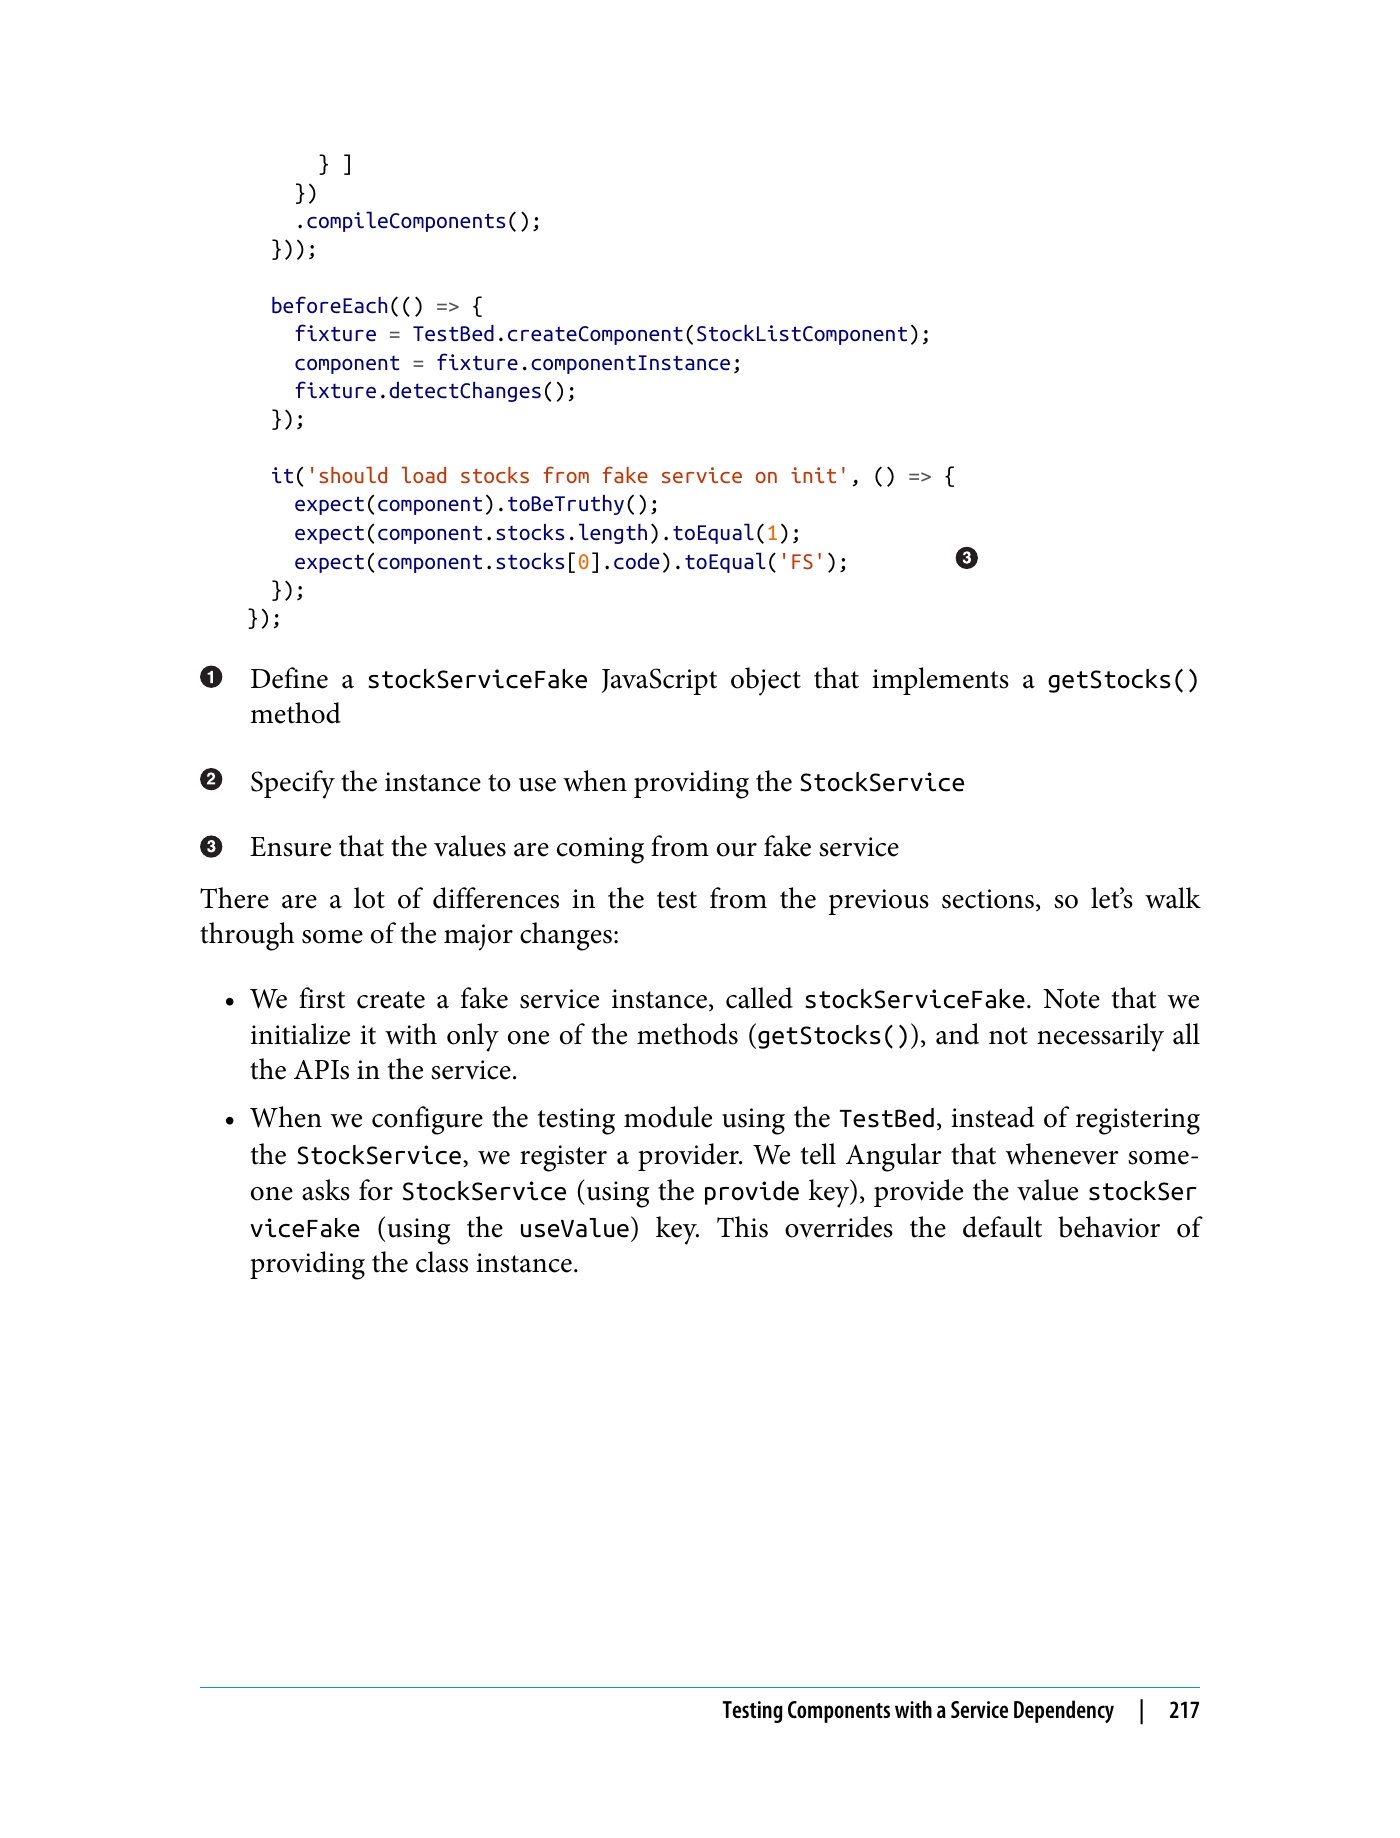 } ]
})
.compileComponents();
}));
beforeEach(() => {
fixture = TestBed.createComponent(StockListComponent);
component = fixture.componentInstance;
fixture.detectChanges();
});
it('should load stocks from fake service on init', () => {
expect(component).toBeTruthy();
expect(component.stocks.length).toEqual(1);
expect(component.stocks[0].code).toEqual('FS'); ❸
});
});
❶ Define a stockServiceFake JavaScript object that implements a getStocks()
method
❷ Specify the instance to use when providing the StockService
❸ Ensure that the values are coming from our fake service
There are a lot of differences in the test from the previous sections, so let’s walk
through some of the major changes:
• We first create a fake service instance, called stockServiceFake. Note that we
initialize it with only one of the methods (getStocks()), and not necessarily all
the APIs in the service.
• When we configure the testing module using the TestBed, instead of registering
the StockService, we register a provider. We tell Angular that whenever some-
one asks for StockService (using the provide key), provide the value stockSer
viceFake (using the useValue) key. This overrides the default behavior of
providing the class instance.
Testing Components with a Service Dependency | 217